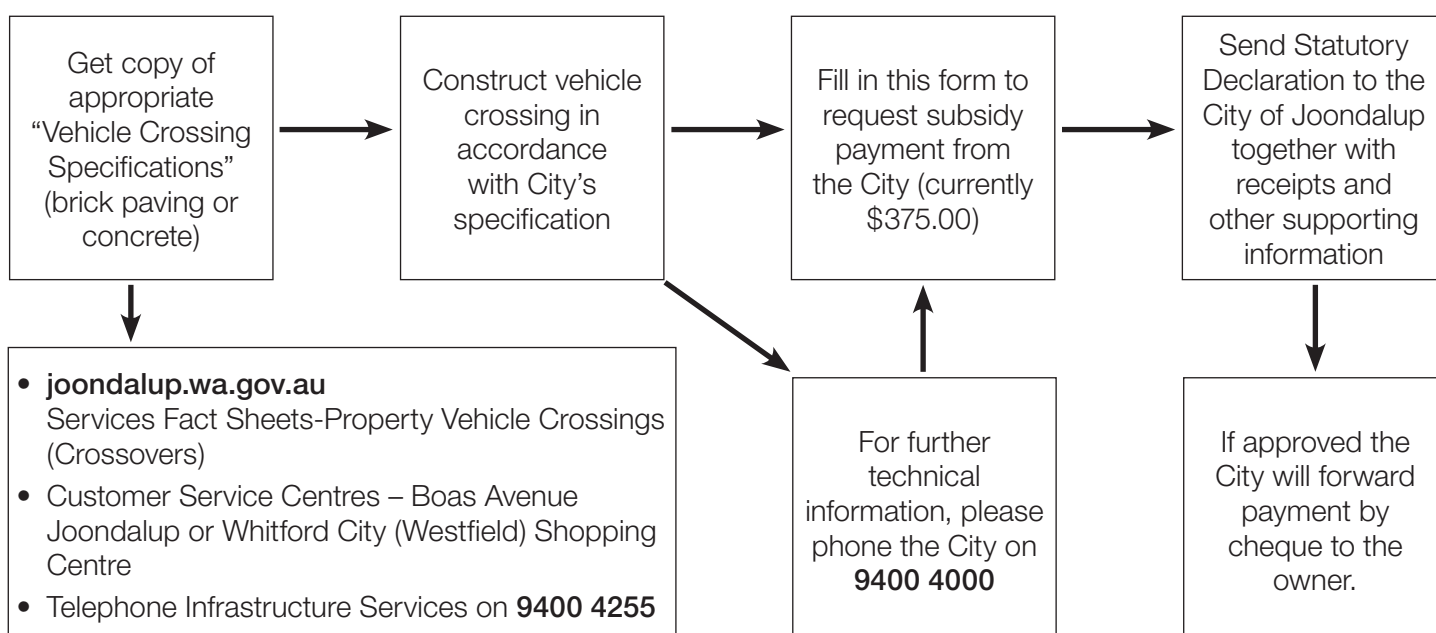 Get copy of
appropriate
“Vehicle Crossing
Specifications”
(brick paving or
concrete)
Construct vehicle
crossing in
accordance
with City’s
specification
Fill in this form to
request subsidy
payment from
the City (currently
$375.00)
Send Statutory
Declaration to the
City of Joondalup
together with
receipts and
other supporting
information
• joondalup.wa.gov.au
Services Fact Sheets-Property Vehicle Crossings
(Crossovers)
• Customer Service Centres – Boas Avenue
Joondalup or Whitford City (Westfield) Shopping
Centre
• Telephone Infrastructure Services on 9400 4255
For further
technical
information, please
phone the City on
9400 4000
If approved the
City will forward
payment by
cheque to the
owner.